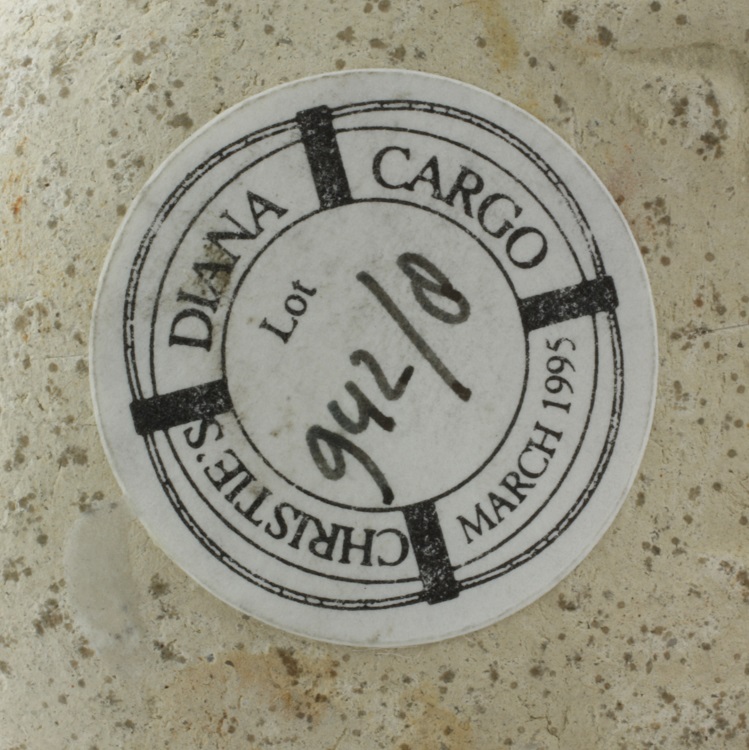 DIANA
CARGO
MARCH 1995
CHRISTIE'S
Lot
942/0